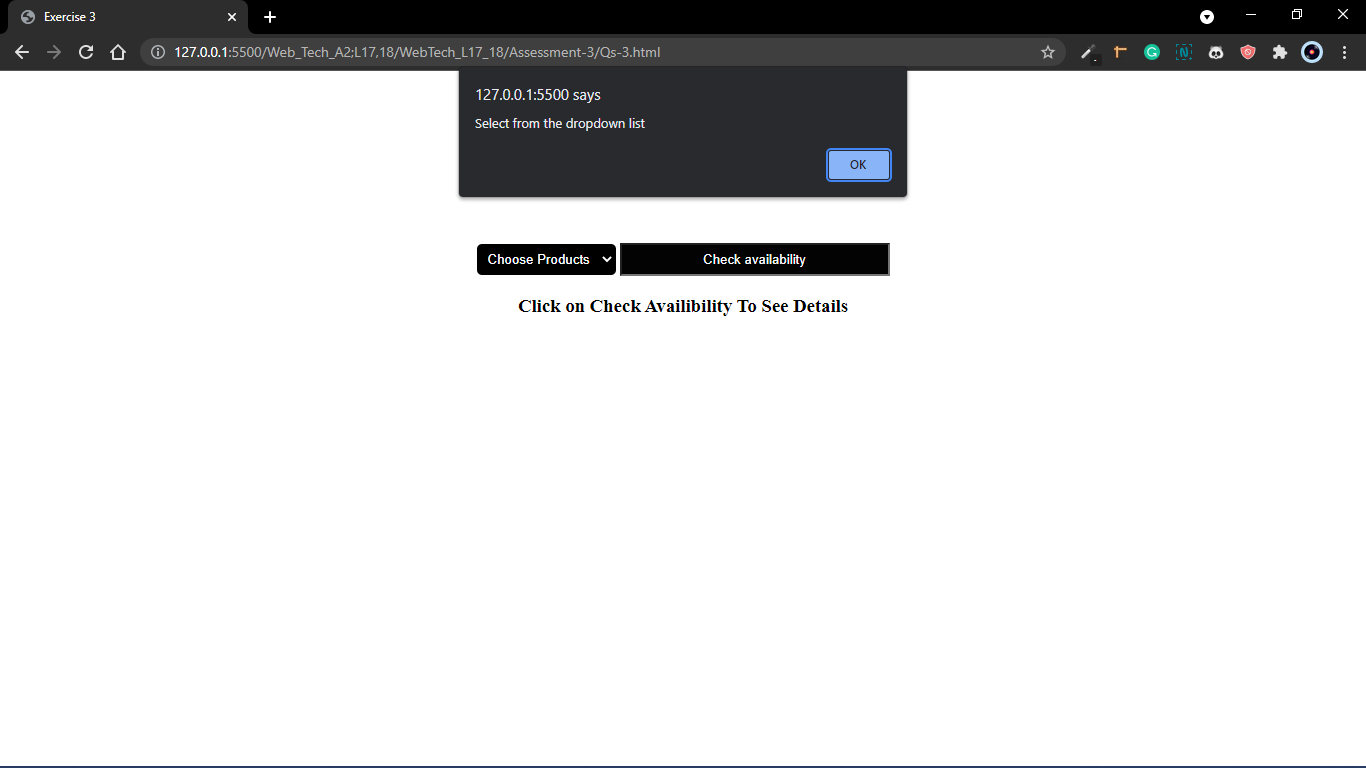 Exercise 3
127.0.0.1:5500/Web_Tech_A2;L17,18/WebTech_L17_18/Assessment-3/Qs-3.html
127.0.0.1:5500 says
Select from the dropdown list
OK
Choose Products Check availability
Click on Check Availibility To See Details